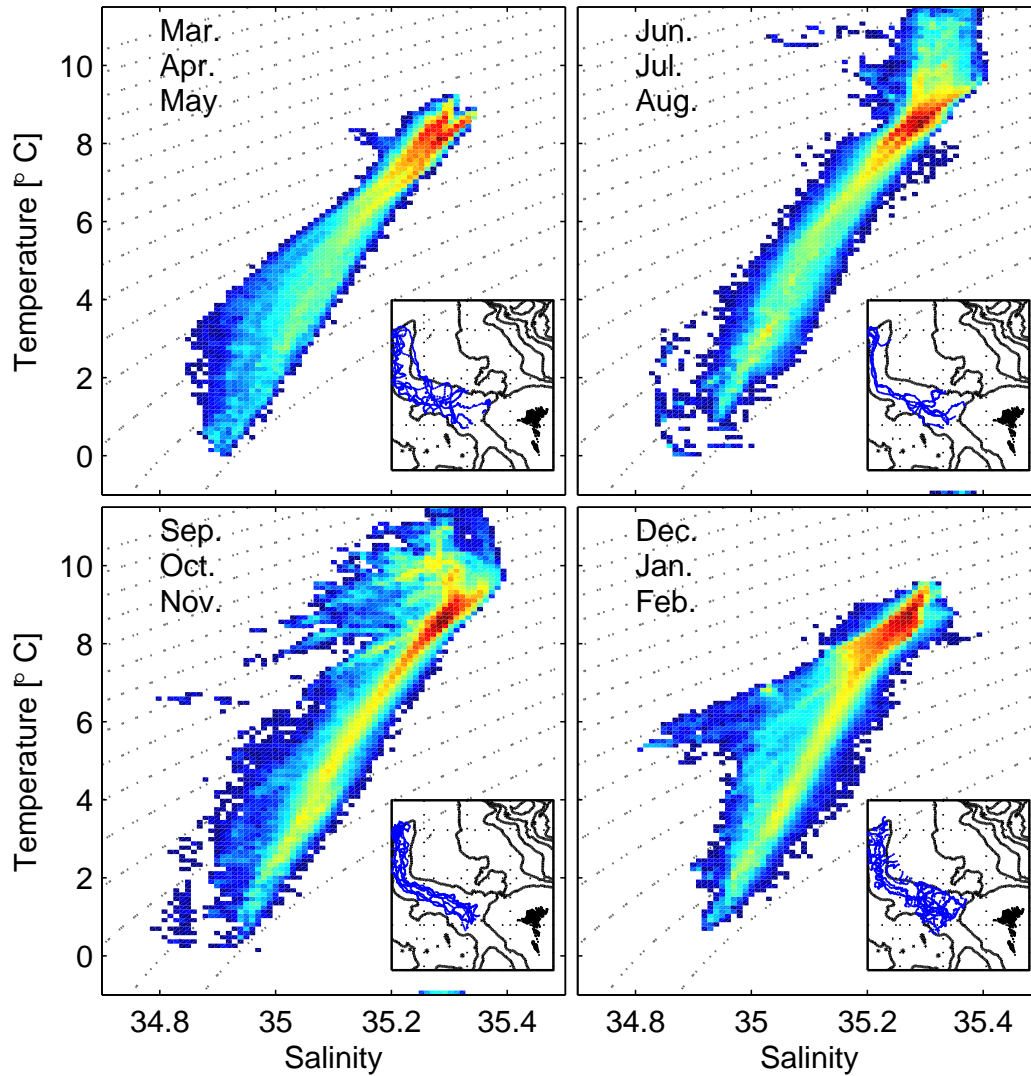 Mar.
Apr.
May
Jun.
Jul.
Aug.
10
8
6
4
2
0
Temperature [° C]
Sep.
Oct.
Nov.
Dec.
Jan.
Feb.
10
8
6
4
2
0
Temperature [° C]
34.8 35 35.2 35.4
34.8 35 35.2 35.4
Salinity
Salinity